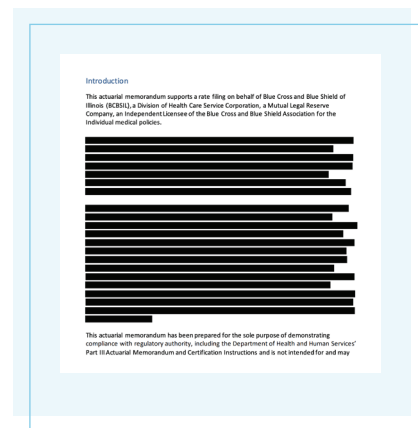 Introduction
This actuarial memorandum supports a rate filing on behalf of Blue Cross and Blue Shield of
Illinois (BCBSIL), a Division of Health Care Service Corporation, a Mutual Legal Reserve
Company, an Independent Licensee of the Blue Cross and Blue Shield Association for the
Individual medical policies.
This actuarial memorandum has been prepared for the sole purpose of demonstrating
compliance with regulatory authority, including the Department of Health and Human Services'
Part III Actuarial Memorandum and Certification Instructions and is not intended for and may